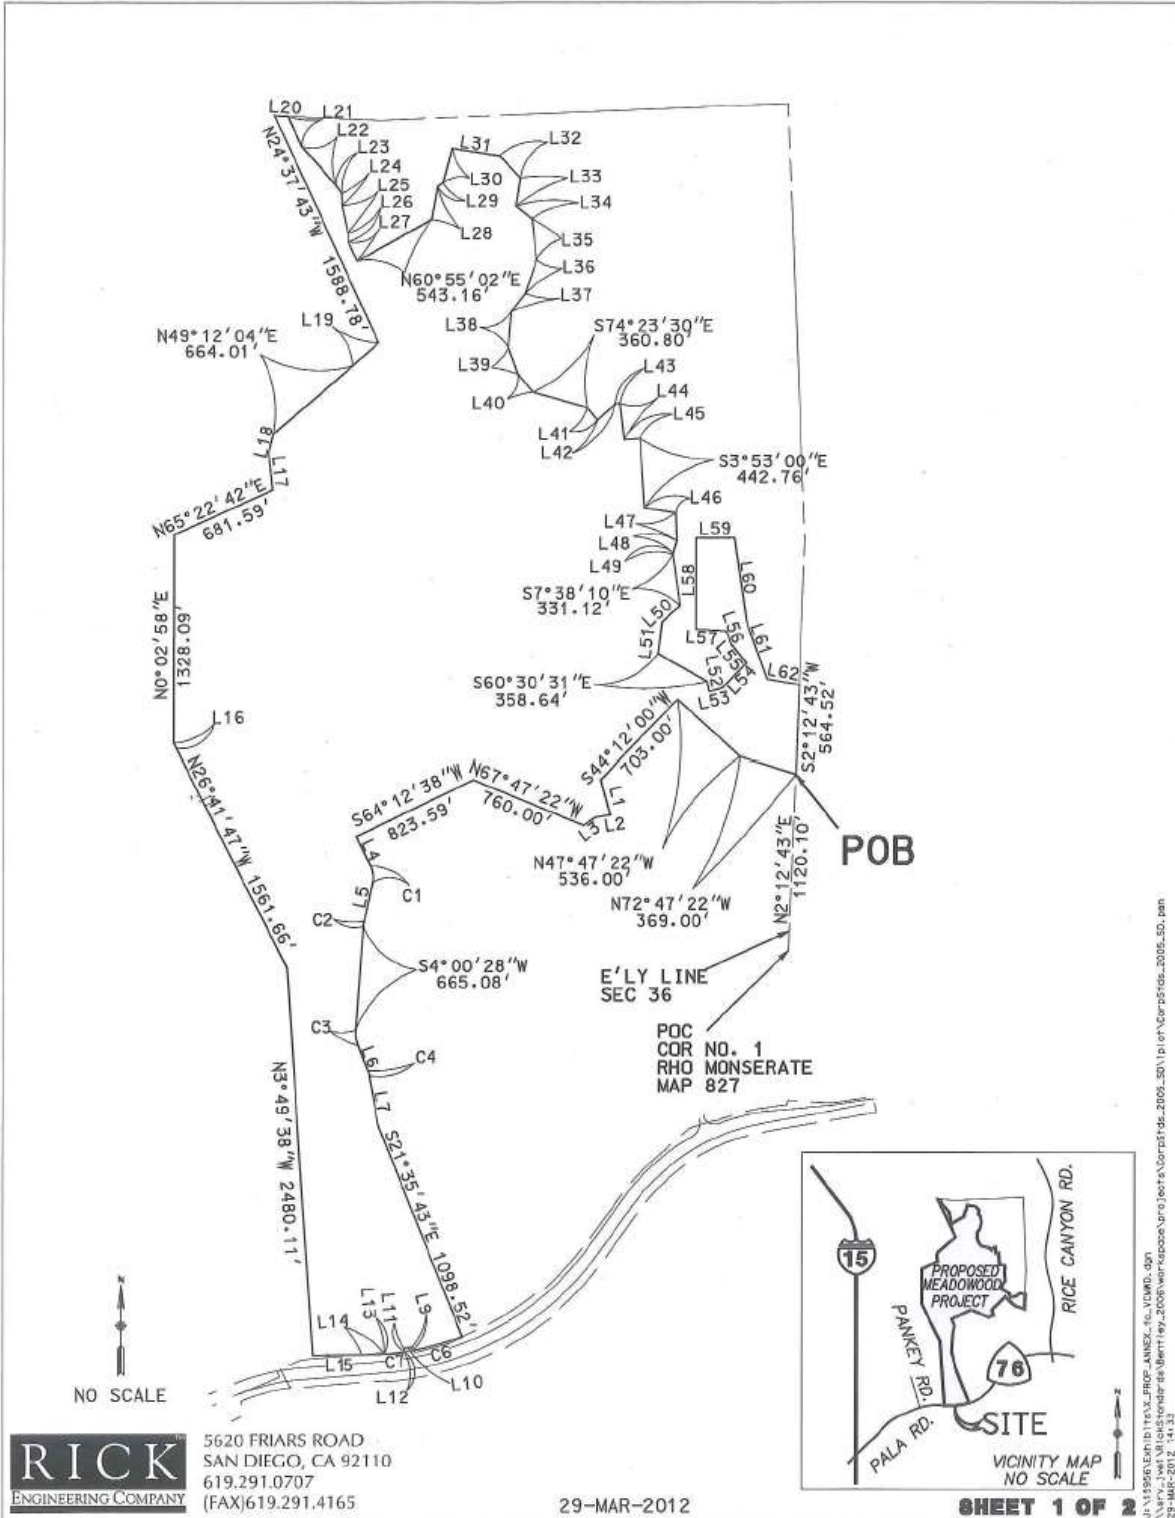 L20
L21
L22
L23
L24
L25
L26
L27
N24°37'43"W
1588.78'
L31
L32
L30
L29
L28
L33
L34
L35
L36
L37
N60°55'02"E
543.16'
L19
N49°12'04"E
664.01'
L38
L39
L40
S74°23'30"E
360.80'
L43
L44
L45
L41
L42
L18
L17
S3°53'00"E
442.76'
N65°22'42"E
681.59'
L46
L47
L48
L49
L59
L58
L60
S7°38'10"E
331.12'
L50
L51
L57
L56
L61
L55
L54
L52
L53
L62
N0°02'58"E
1328.09'
S60°30'31"E
358.64'
S2°12'43"W
564.52'
L16
S44°12'00"W
703.00'
N26°41'47"W 1561.66'
S64°12'38"W
823.59'
N67°47'22"W
760.00'
L1
L2
L3
POB
L4
N47°47'22"W
536.00'
N72°47'22"W
369.00'
N2°12'43"E
1120.10'
C1
L5
C2
S4°00'28"W
665.08'
E'LY LINE
SEC 36
C3
POC
COR NO. 1
RHO MONSERATE
MAP 827
L6
C4
L7
N3°49'38"W 2480.11'
S21°35'43"E 1098.52'
L14
L13
L11
L9
L15
C7
C6
L12
L10
N
NO SCALE
15
PROPOSED
MEADOWOOD
PROJECT
RICE CANYON RD.
PANKEY RD.
76
PALA RD.
SITE
N
VICINITY MAP
NO SCALE
RICK
ENGINEERING COMPANY
5620 FRIARS ROAD
SAN DIEGO, CA 92110
619.291.0707
(FAX)619.291.4165
29-MAR-2012
SHEET 1 OF 2
29-MAR-2012 14:33